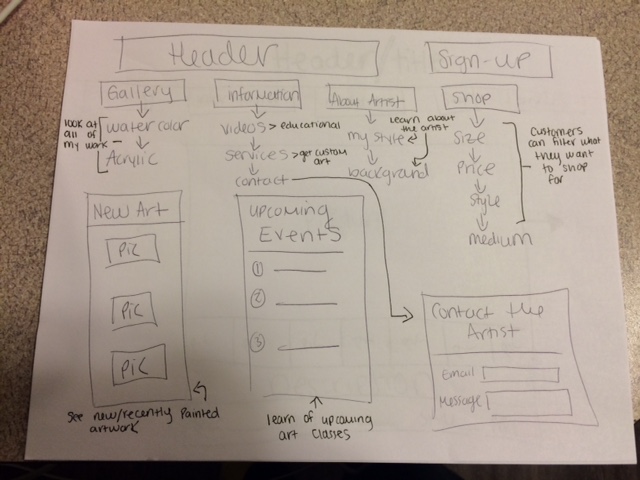 Header
Sign-up
Gallery
information
About Artist
Shop
look at
all of
my work
watercolor
Acrylic
videos > educational
services > get custom
art
contact
Learn about
the artist
my style
background
Size
Price
style
medium
Customers
can filter what
they want
to shop
for
New Art
Pic
Pic
Pic
See new/recently Painted
artwork
upcoming
Events
1
2
3
learn of upcoming
art classes
Contact the
Artist
Email
Message